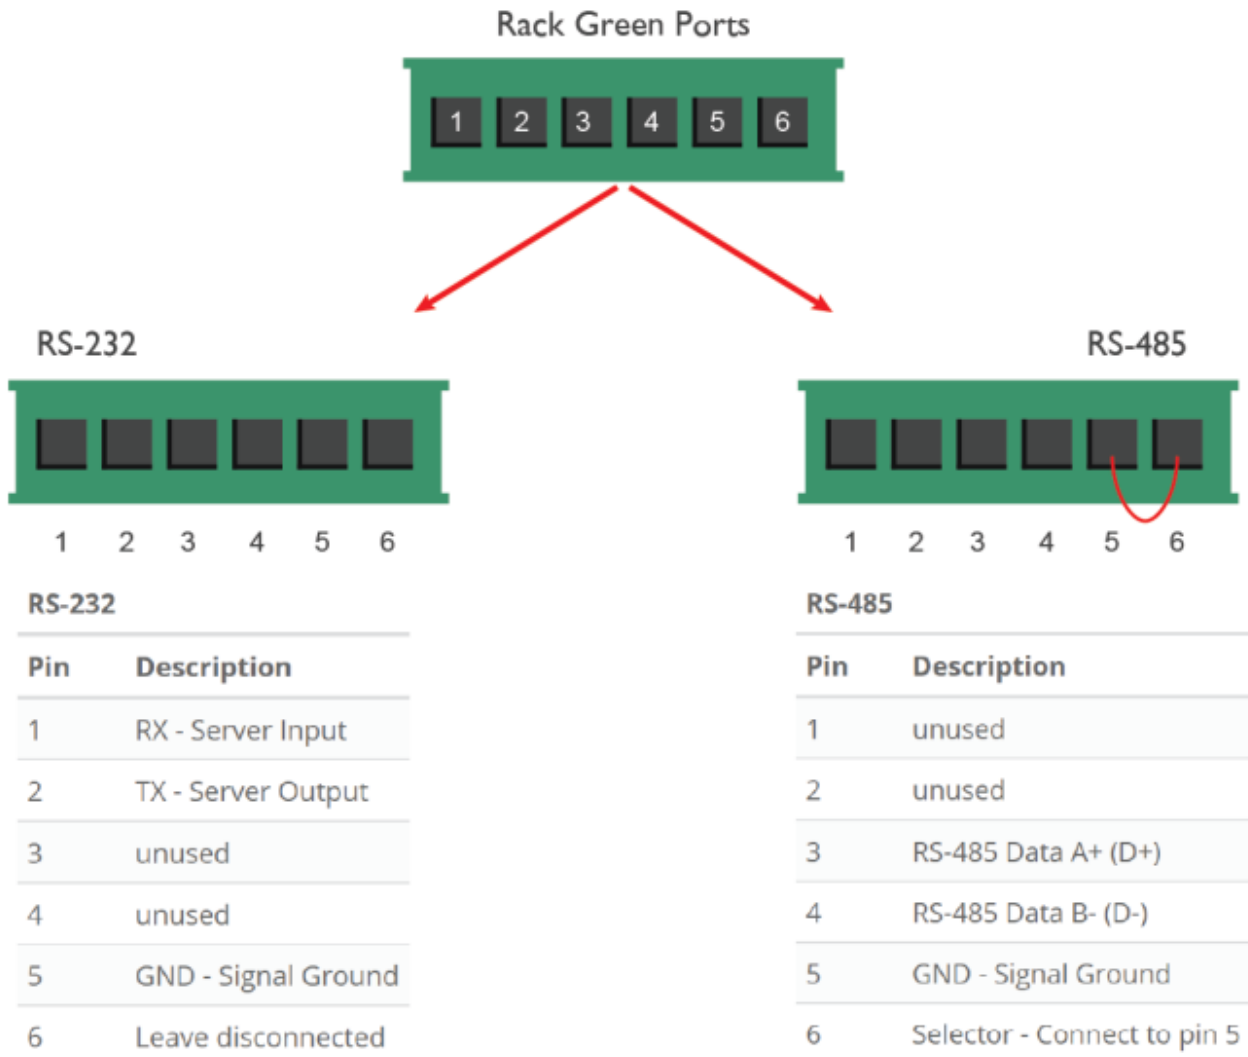 Rack Green Ports
1 2 3 4 5 6
RS-232
1 2 3 4 5 6
RS-232
Pin Description
1 RX - Server Input
2 TX - Server Output
3 unused
4 unused
5 GND - Signal Ground
6 Leave disconnected
RS-485
1 2 3 4 5 6
RS-485
Pin Description
1 unused
2 unused
3 RS-485 Data A+ (D+)
4 RS-485 Data B- (D-)
5 GND - Signal Ground
6 Selector - Connect to pin 5